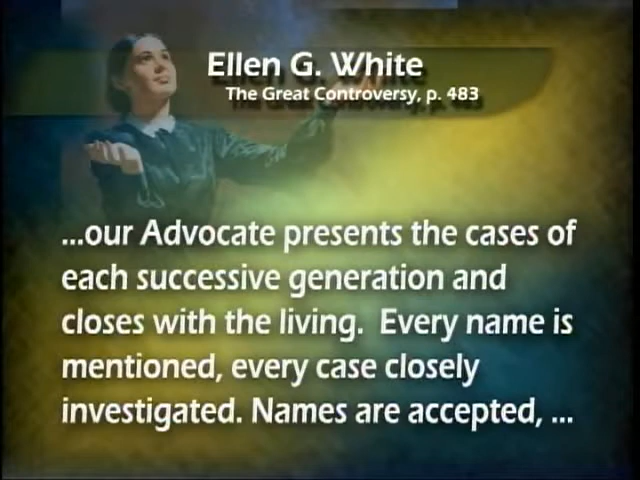 Ellen G. White
The Great Controversy, p. 483
...our Advocate presents the cases of
each successive generation and
closes with the living.  Every name is
mentioned, every case closely
investigated. Names are accepted, ...